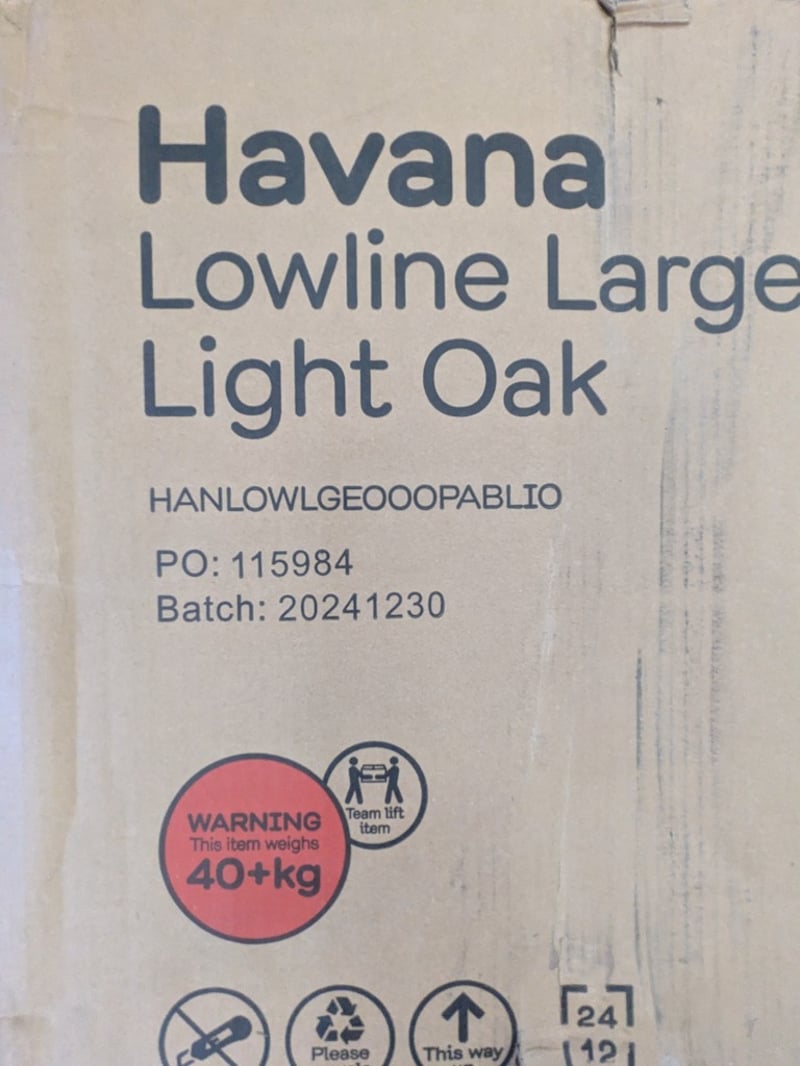 Havana
Lowline Large
Light Oak
HANLOWLGEOOOPABLIO
PO: 115984
Batch: 20241230
WARNING
This item weighs
40+kg
Team lift
item
Please
This way
24
12